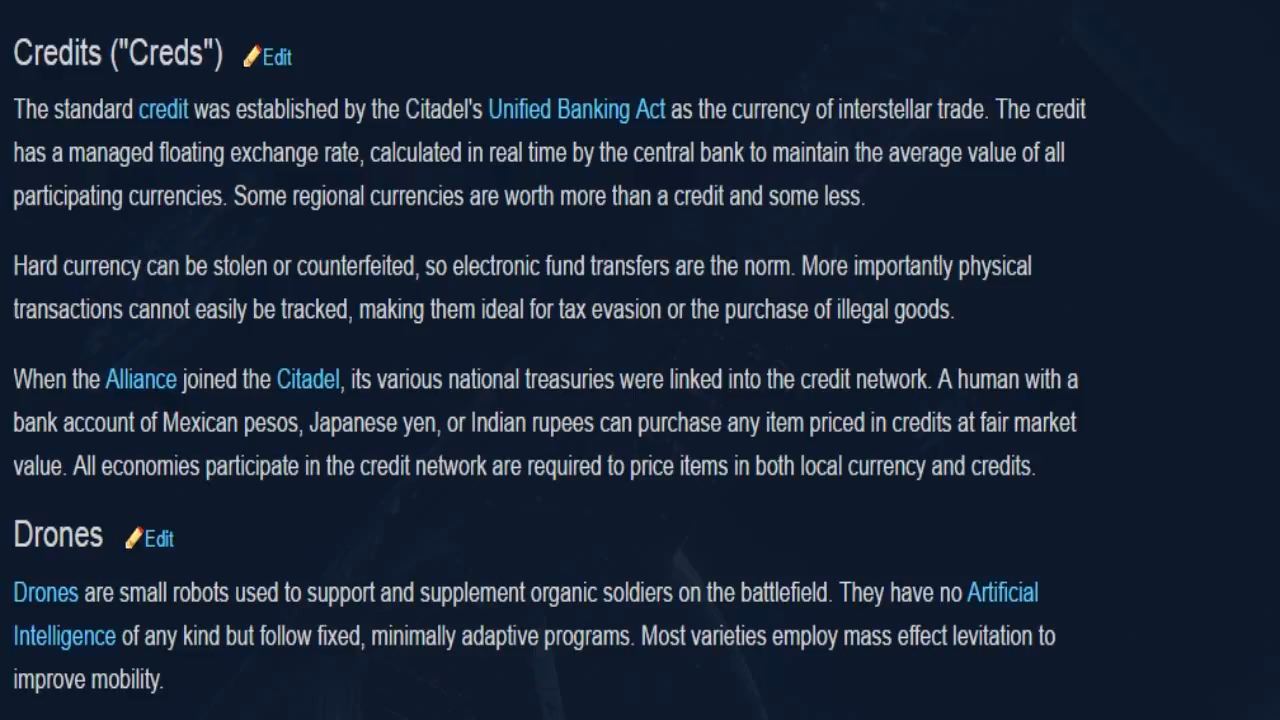 Credits ("Creds") Edit
The standard credit was established by the Citadel's Unified Banking Act as the currency of interstellar trade. The credit
has a managed floating exchange rate, calculated in real time by the central bank to maintain the average value of all
participating currencies. Some regional currencies are worth more than a credit and some less.
Hard currency can be stolen or counterfeited, so electronic fund transfers are the norm. More importantly physical
transactions cannot easily be tracked, making them ideal for tax evasion or the purchase of illegal goods.
When the Alliance joined the Citadel, its various national treasuries were linked into the credit network. A human with a
bank account of Mexican pesos, Japanese yen, or Indian rupees can purchase any item priced in credits at fair market
value. All economies participate in the credit network are required to price items in both local currency and credits.
Drones Edit
Drones are small robots used to support and supplement organic soldiers on the battlefield. They have no Artificial
Intelligence of any kind but follow fixed, minimally adaptive programs. Most varieties employ mass effect levitation to
improve mobility.